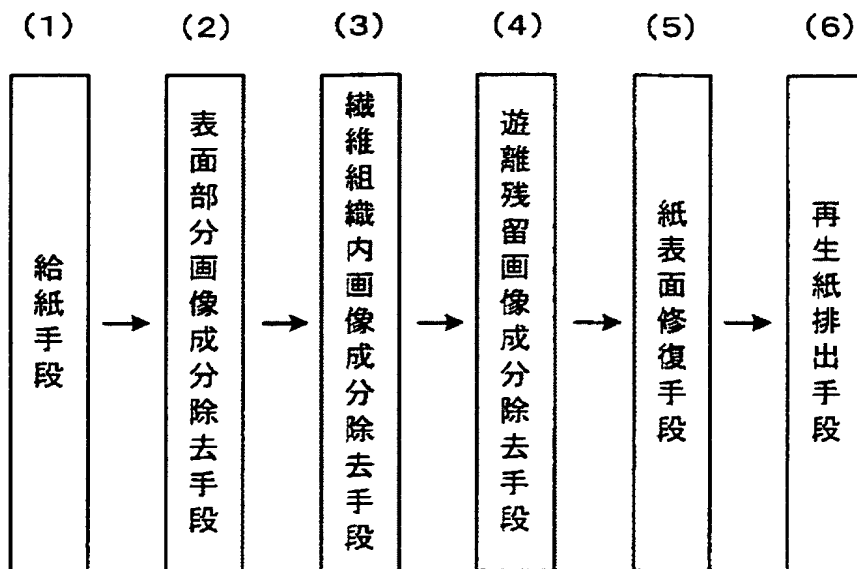 (1)
給紙手段
(2)
表面部分画像成分除去手段
(3)
繊維組織内画像成分除去手段
(4)
遊離残留画像成分除去手段
(5)
紙表面修復手段
(6)
再生紙排出手段